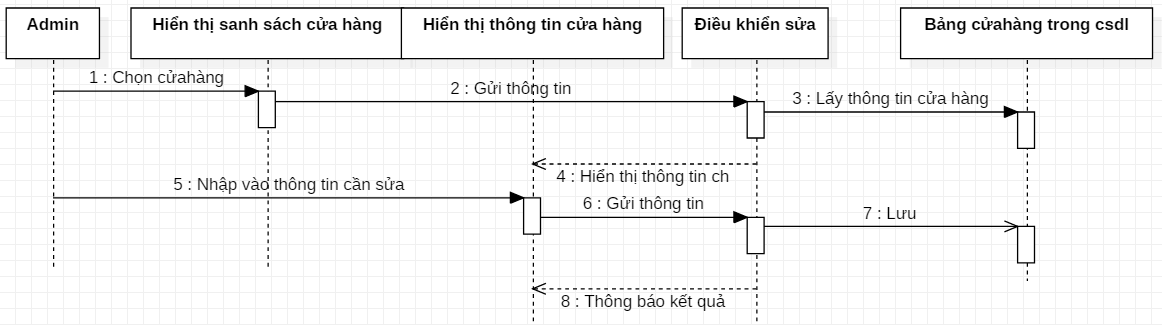 Admin
Hiển thị sanh sách cửa hàng
Hiển thị thông tin cửa hàng
Điều khiển sửa
Bảng cửahàng trong csdl
1 : Chọn cửahàng
2 : Gửi thông tin
3 : Lấy thông tin cửa hàng
4 : Hiển thị thông tin ch
5 : Nhập vào thông tin cần sửa
6 : Gửi thông tin
7 : Lưu
8 : Thông báo kết quả